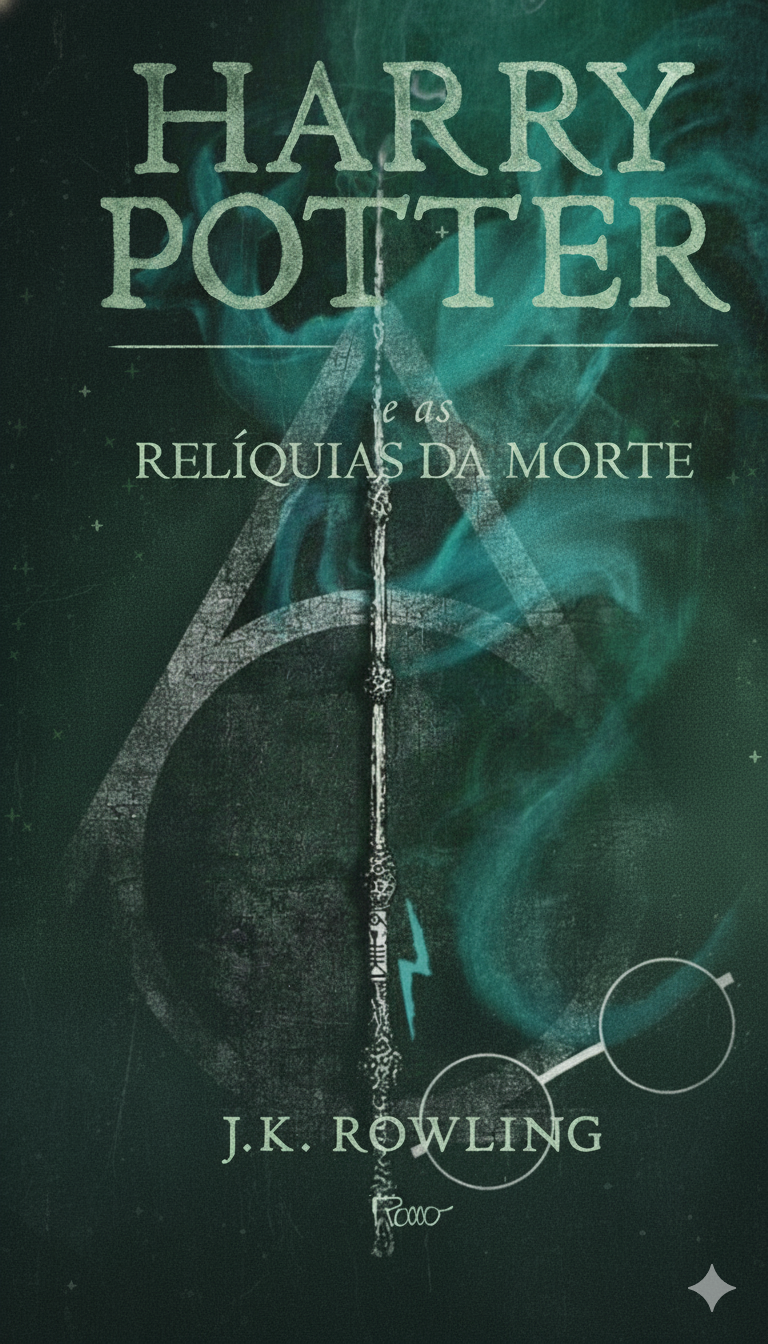 HARRY
POTTER
e as
RELÍQUIAS DA MORTE
J.K. ROWLING
Rocco